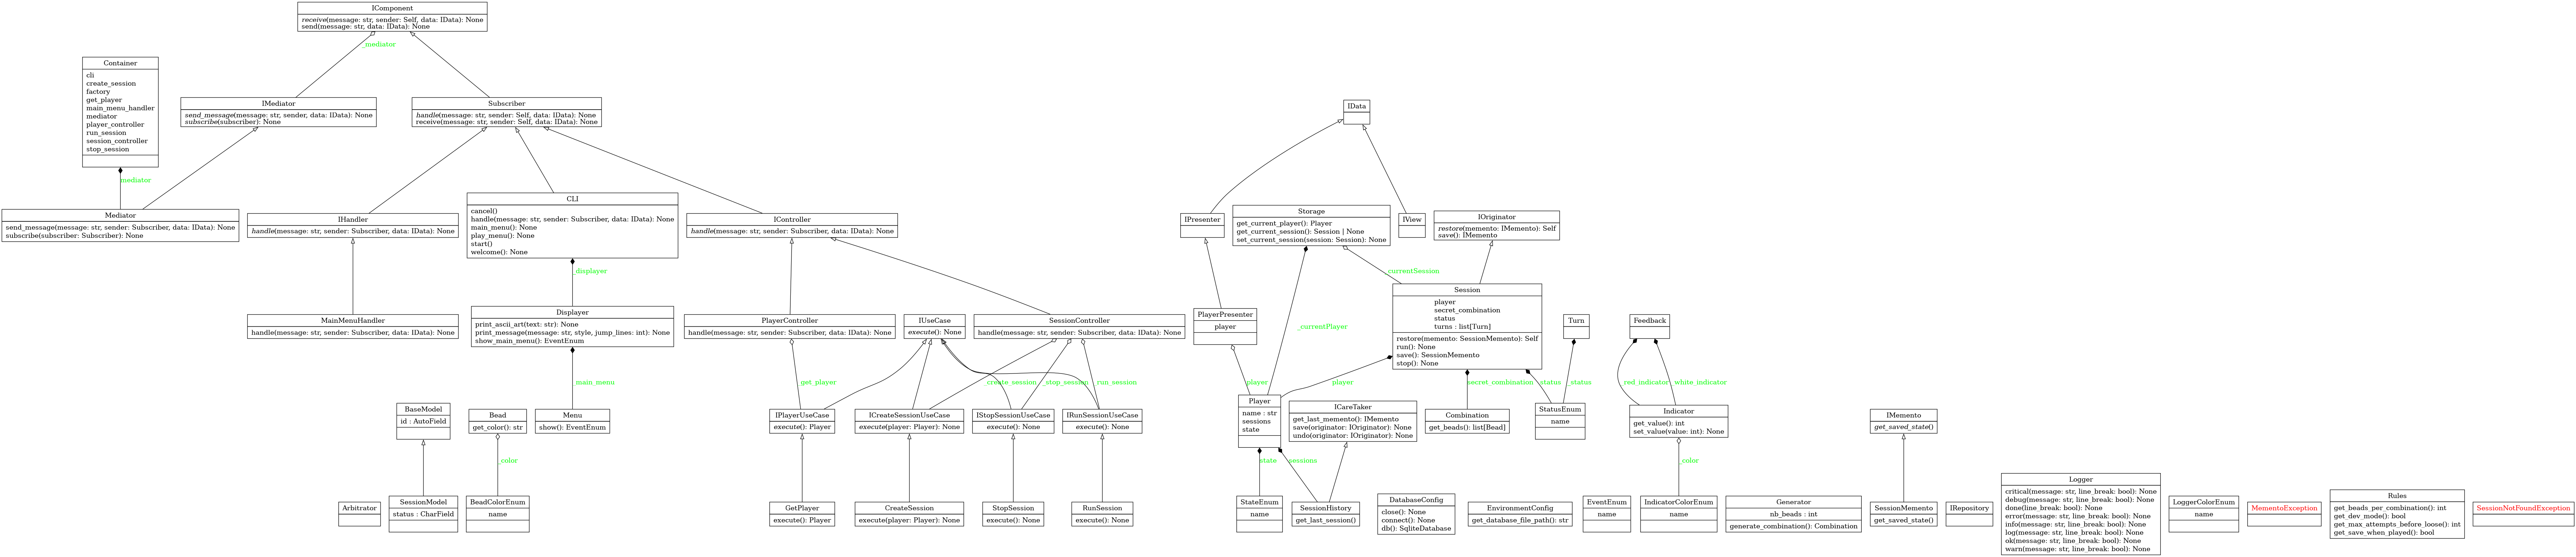 IComponent
receive(message: str, sender: Self, data: IData): None
send(message: str, data: IData): None
_mediator
Container
cli
create_session
factory
get_player
main_menu_handler
mediator
player_controller
run_session
session_controller
stop_session
IMediator
send_message(message: str, sender, data: IData): None
subscribe(subscriber): None
Subscriber
handle(message: str, sender: Self, data: IData): None
receive(message: str, sender: Self, data: IData): None
IData
mediator
Mediator
send_message(message: str, sender: Subscriber, data: IData): None
subscribe(subscriber: Subscriber): None
IHandler
handle(message: str, sender: Subscriber, data: IData): None
CLI
cancel()
handle(message: str, sender: Subscriber, data: IData): None
main_menu(): None
play_menu(): None
start()
welcome(): None
IController
handle(message: str, sender: Subscriber, data: IData): None
IPresenter
Storage
get_current_player(): Player
get_current_session(): Session | None
set_current_session(session: Session): None
IView
IOriginator
restore(memento: IMemento): Self
save(): IMemento
_displayer
_currentSession
MainMenuHandler
handle(message: str, sender: Subscriber, data: IData): None
Displayer
print_ascii_art(text: str): None
print_message(message: str, style, jump_lines: int): None
show_main_menu(): EventEnum
PlayerController
handle(message: str, sender: Subscriber, data: IData): None
IUseCase
execute(): None
SessionController
handle(message: str, sender: Subscriber, data: IData): None
PlayerPresenter
player
_currentPlayer
Session
player
secret_combination
status
turns : list[Turn]
restore(memento: SessionMemento): Self
run(): None
save(): SessionMemento
stop(): None
Turn
Feedback
_main_menu
_get_player
_create_session
_stop_session
_run_session
player
player
secret_combination
status
_status
red_indicator
white_indicator
BaseModel
id : AutoField
Bead
get_color(): str
Menu
show(): EventEnum
IPlayerUseCase
execute(): Player
ICreateSessionUseCase
execute(player: Player): None
IStopSessionUseCase
execute(): None
IRunSessionUseCase
execute(): None
Player
name : str
sessions
state
ICareTaker
get_last_memento(): IMemento
save(originator: IOriginator): None
undo(originator: IOriginator): None
Combination
get_beads(): list[Bead]
StatusEnum
name
Indicator
get_value(): int
set_value(value: int): None
IMemento
get_saved_state()
_color
state
sessions
_color
Arbitrator
SessionModel
status : CharField
BeadColorEnum
name
GetPlayer
execute(): Player
CreateSession
execute(player: Player): None
StopSession
execute(): None
RunSession
execute(): None
StateEnum
name
SessionHistory
get_last_session()
DatabaseConfig
close(): None
connect(): None
db(): SqliteDatabase
EnvironmentConfig
get_database_file_path(): str
EventEnum
name
IndicatorColorEnum
name
Generator
nb_beads : int
generate_combination(): Combination
SessionMemento
get_saved_state()
IRepository
Logger
critical(message: str, line_break: bool): None
debug(message: str, line_break: bool): None
done(line_break: bool): None
error(message: str, line_break: bool): None
info(message: str, line_break: bool): None
log(message: str, line_break: bool): None
ok(message: str, line_break: bool): None
warn(message: str, line_break: bool): None
LoggerColorEnum
name
MementoException
Rules
get_beads_per_combination(): int
get_dev_mode(): bool
get_max_attempts_before_loose(): int
get_save_when_played(): bool
SessionNotFoundException